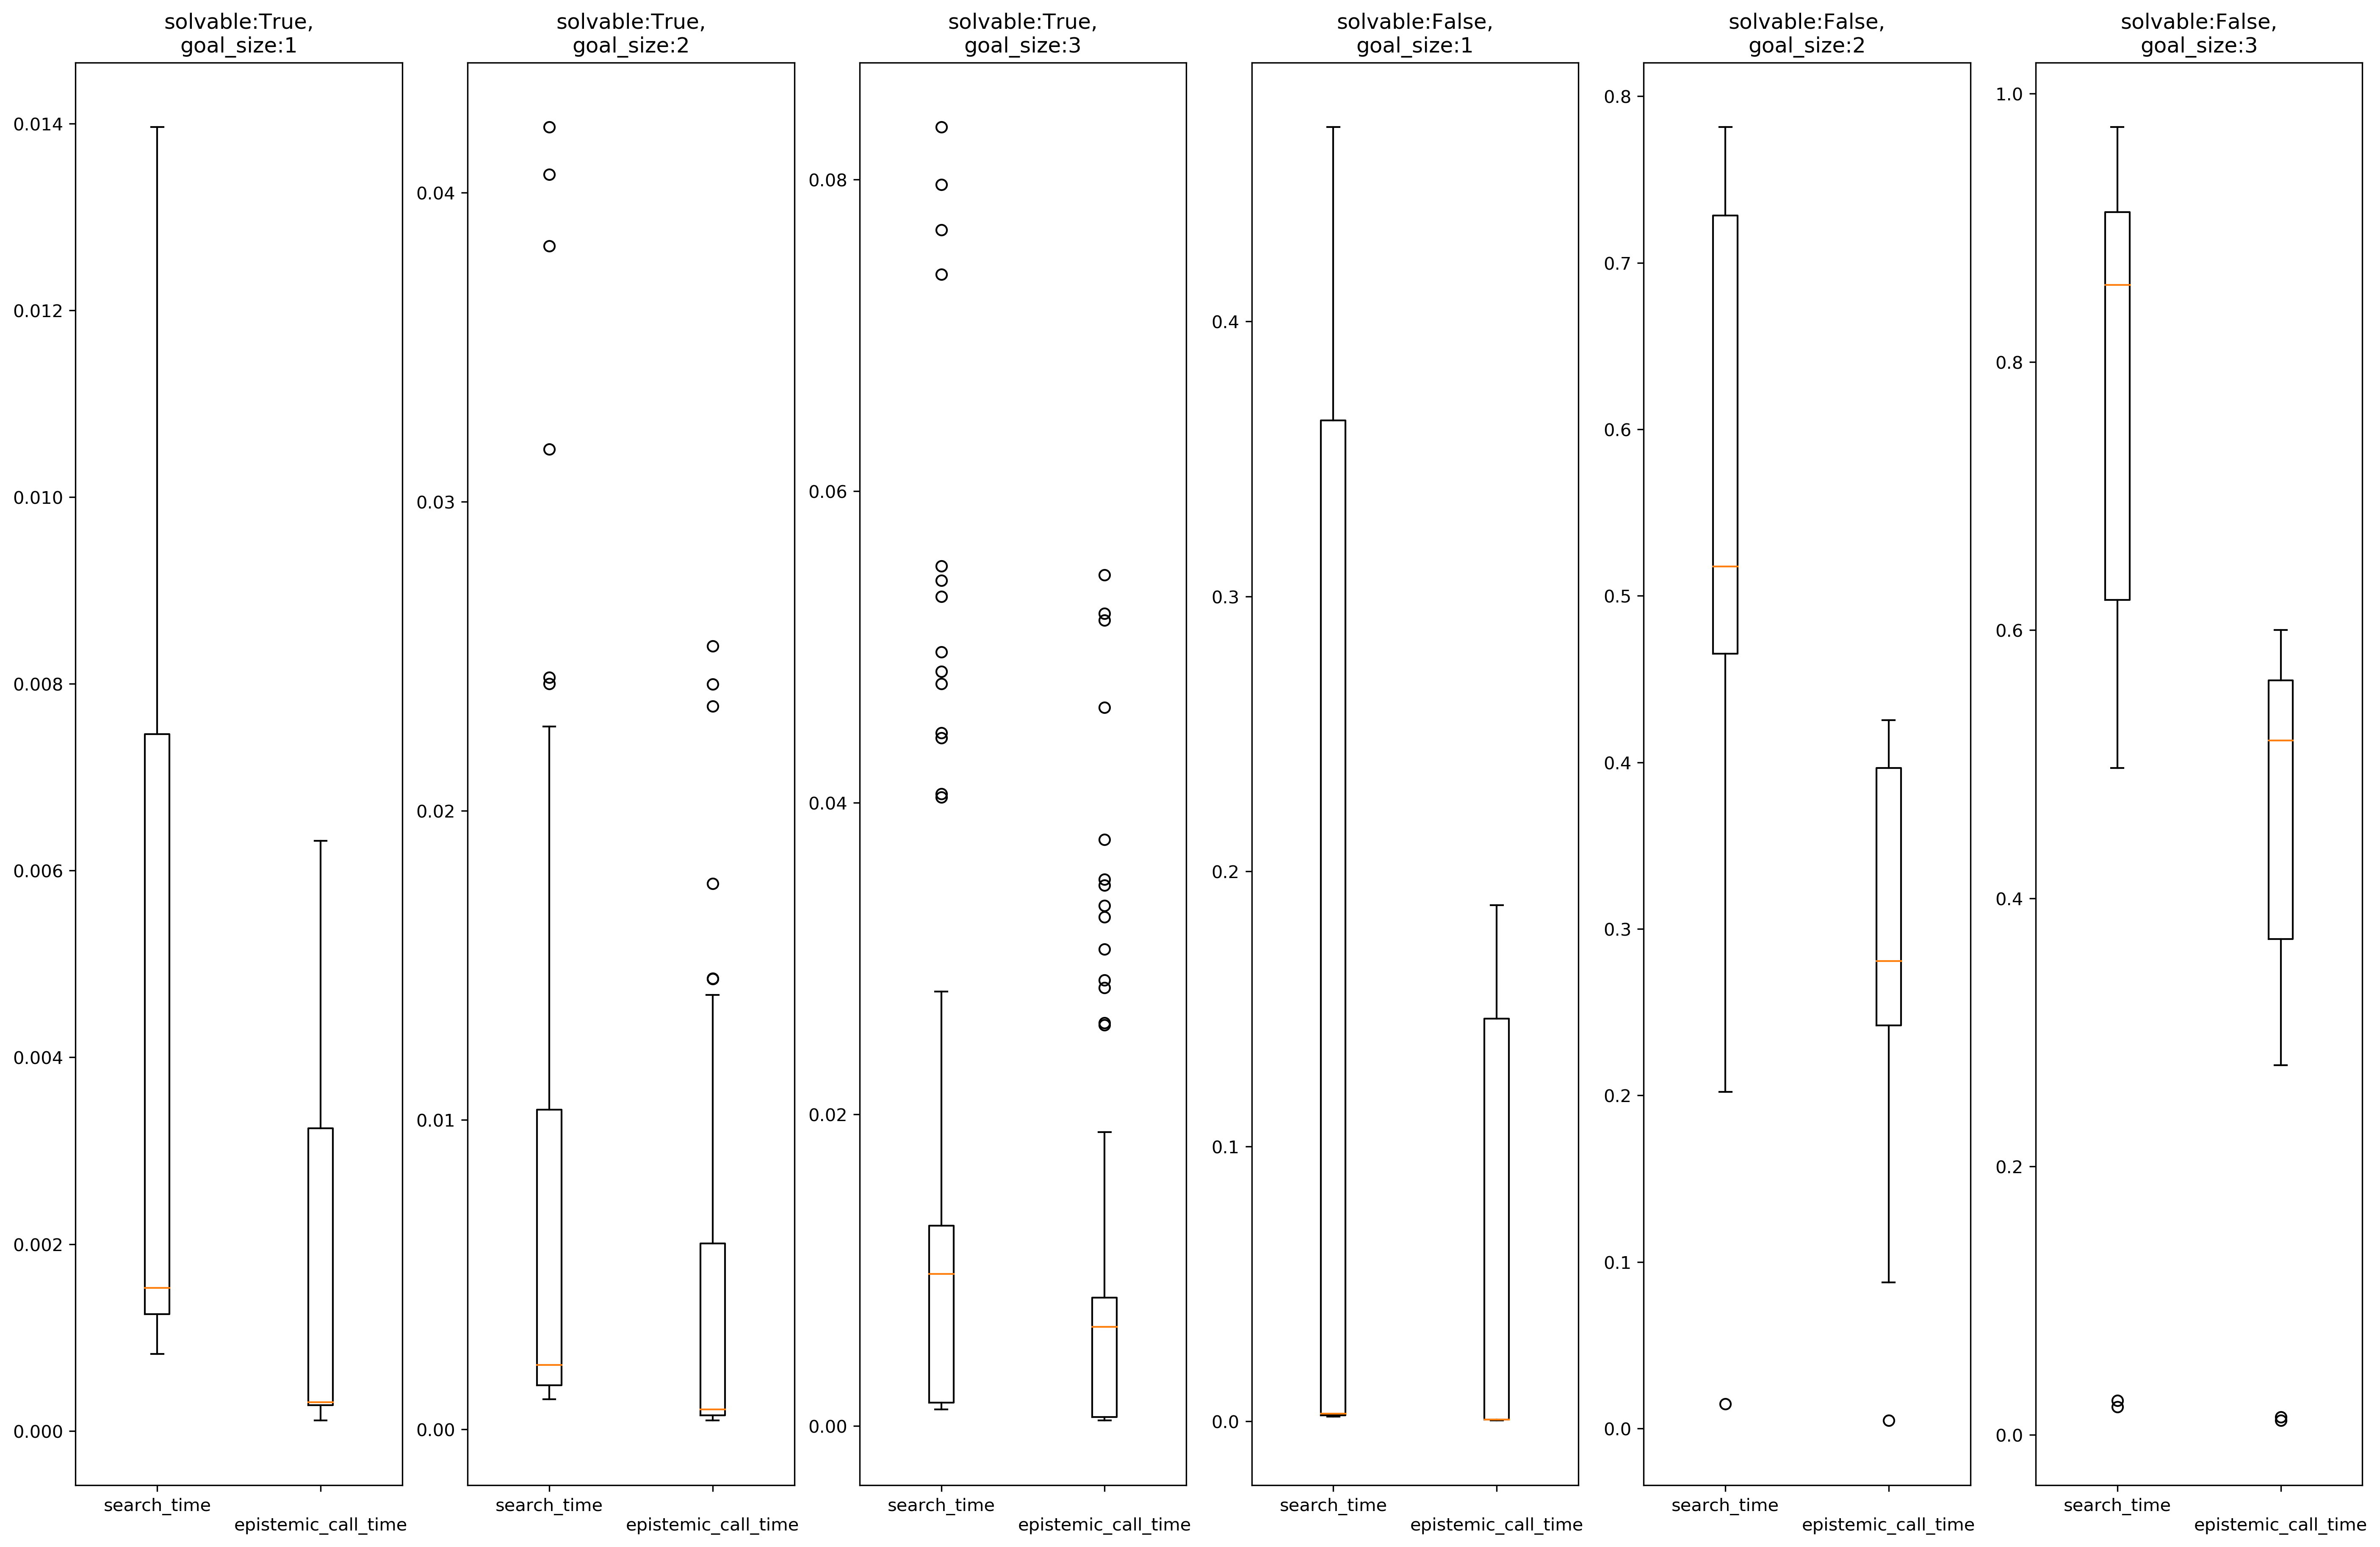 solvable:True,
goal_size:1
0.014
0.012
0.010
0.008
0.006
0.004
0.002
0.000
search_time
epistemic_call_time
solvable:True,
goal_size:2
0.04
0.03
0.02
0.01
0.00
search_time
epistemic_call_time
solvable:True,
goal_size:3
0.08
0.06
0.04
0.02
0.00
search_time
epistemic_call_time
solvable:False,
goal_size:1
0.4
0.3
0.2
0.1
0.0
search_time
epistemic_call_time
solvable:False,
goal_size:2
0.8
0.7
0.6
0.5
0.4
0.3
0.2
0.1
0.0
search_time
epistemic_call_time
solvable:False,
goal_size:3
1.0
0.8
0.6
0.4
0.2
0.0
search_time
epistemic_call_time